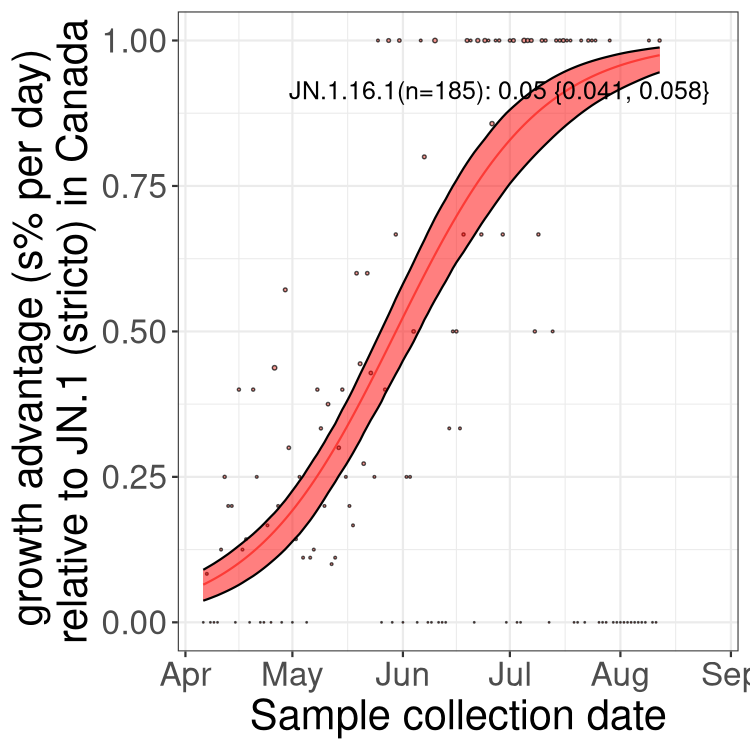 growth advantage (s% per day)
relative to JN.1 (stricto) in Canada
1.00
0.75
0.50
0.25
0.00
JN.1.16.1(n=185): 0.05 {0.041, 0.058}
Apr May Jun Jul Aug Sep
Sample collection date